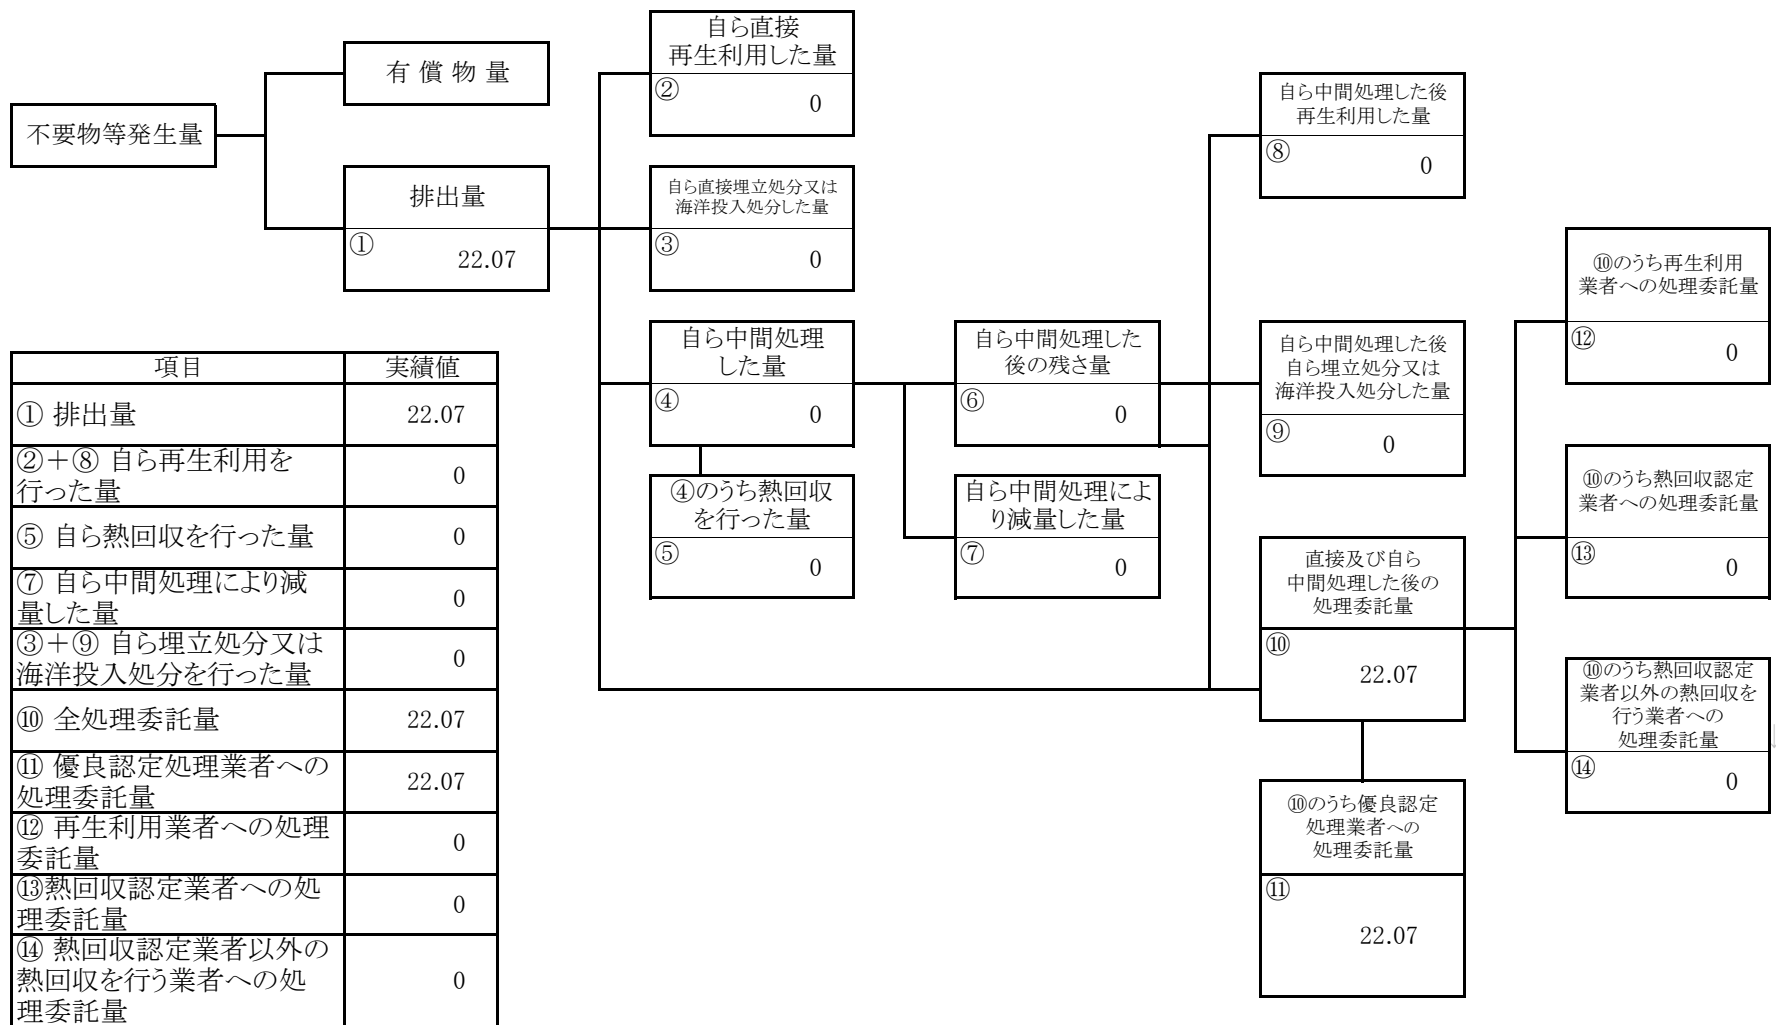 不要物等発生量
有 償 物 量
排出量
①
22.07
自ら直接
再生利用した量
②
0
自ら直接埋立処分又は
海洋投入処分した量
③
0
自ら中間処理
した量
④
0
④のうち熱回収
を行った量
⑤
0
自ら中間処理した
後の残さ量
⑥
0
自ら中間処理によ
り減量した量
⑦
0
自ら中間処理した後
再生利用した量
⑧
0
自ら中間処理した後
自ら埋立処分又は
海洋投入処分した量
⑨
0
直接及び自ら
中間処理した後の
処理委託量
⑩
22.07
⑩のうち優良認定
処理業者への
処理委託量
⑪
22.07
⑩のうち再生利用
業者への処理委託量
⑫
0
⑩のうち熱回収認定
業者への処理委託量
⑬
0
⑩のうち熱回収認定
業者以外の熱回収を
行う業者への
処理委託量
⑭
0
項目 実績値
① 排出量 22.07
②＋⑧ 自ら再生利用を
行った量
0
⑤ 自ら熱回収を行った量 0
⑦ 自ら中間処理により減
量した量
0
③＋⑨ 自ら埋立処分又は
海洋投入処分を行った量
0
⑩ 全処理委託量 22.07
⑪ 優良認定処理業者への
処理委託量
22.07
⑫ 再生利用業者への処理
委託量
0
⑬熱回収認定業者への処
理委託量
0
⑭ 熱回収認定業者以外の
熱回収を行う業者への処
理委託量
0